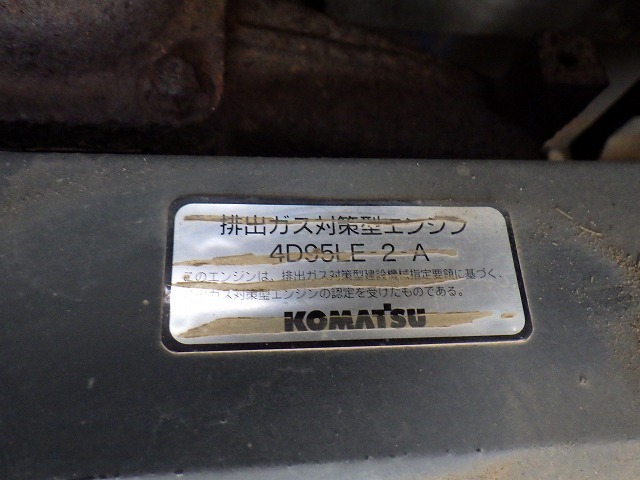 排出ガス対策型エンジン
4D95LE-2-A
このエンジンは、排出ガス対策型建設機械指定要領に基づく、
排出ガス対策型エンジンの認定を受けたものである。
KOMATSU